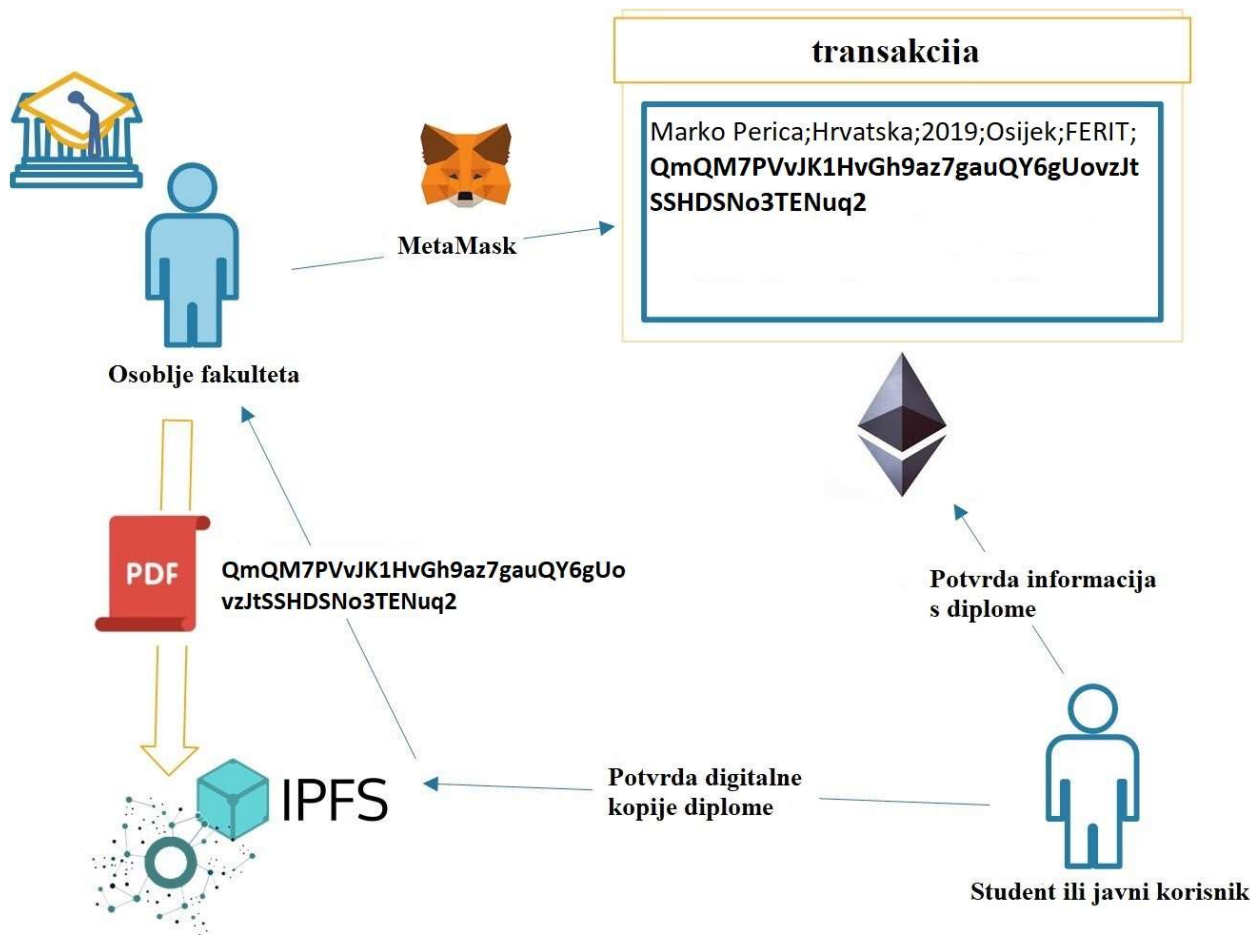 transakcija
Marko Perica;Hrvatska;2019;Osijek;FERIT;
QmQM7PVvJK1HvGh9az7gauQY6gUovzJt
SSHDSNo3TENuq2
MetaMask
Osoblje fakulteta
PDF
QmQM7PVvJK1HvGh9az7gauQY6gUo
vzJtSSHDSNo3TENuq2
Potvrda informacija
s diplome
IPFS
Potvrda digitalne
kopije diplome
Student ili javni korisnik